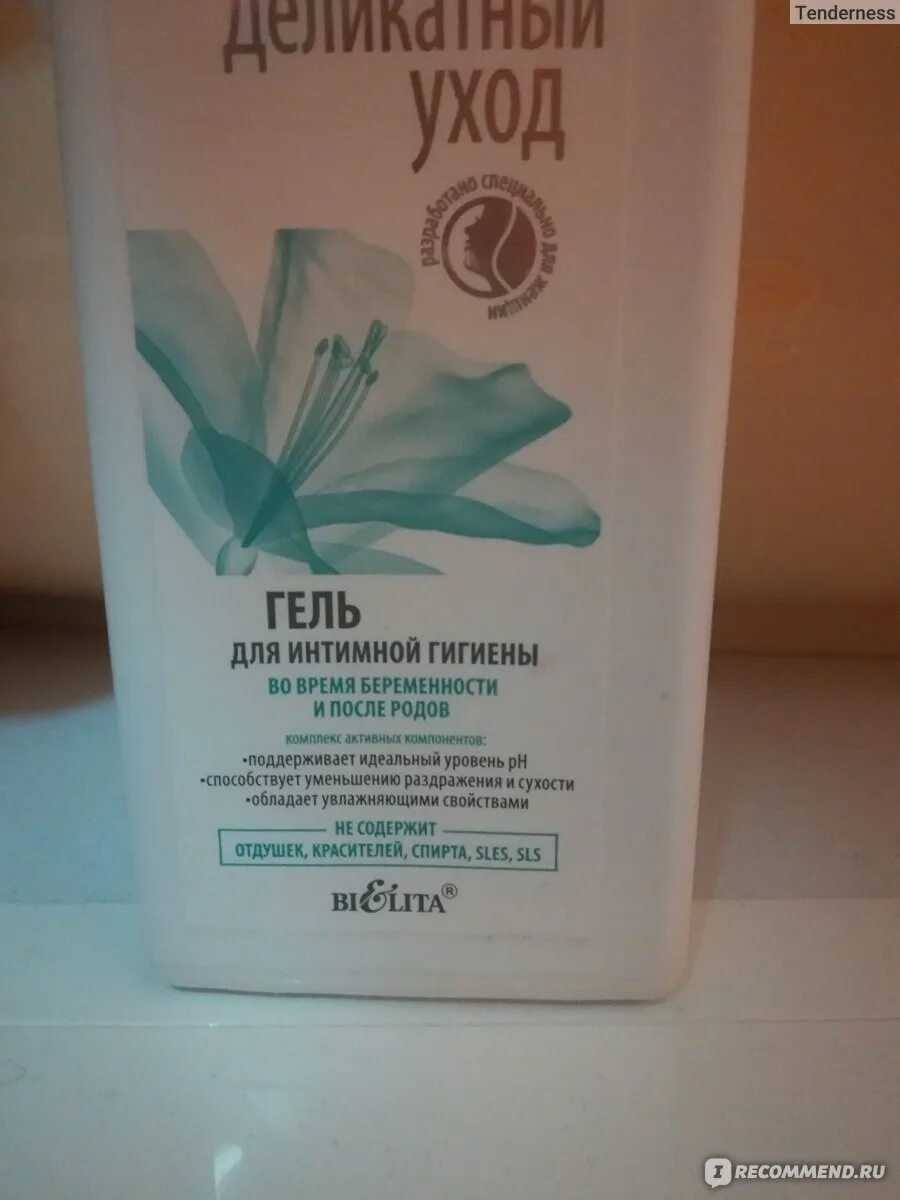 Tenderness
деликатный
уход
разработано специально для женщин
ГЕЛЬ
ДЛЯ ИНТИМНОЙ ГИГИЕНЫ
ВО ВРЕМЯ БЕРЕМЕННОСТИ
И ПОСЛЕ РОДОВ
комплекс активных компонентов:
•поддерживает идеальный уровень pH
•способствует уменьшению раздражения и сухости
•обладает увлажняющими свойствами
НЕ СОДЕРЖИТ
ОТДУШЕК, КРАСИТЕЛЕЙ, СПИРТА, SLES, SLS
BIELITA®
IRECOMMEND.RU